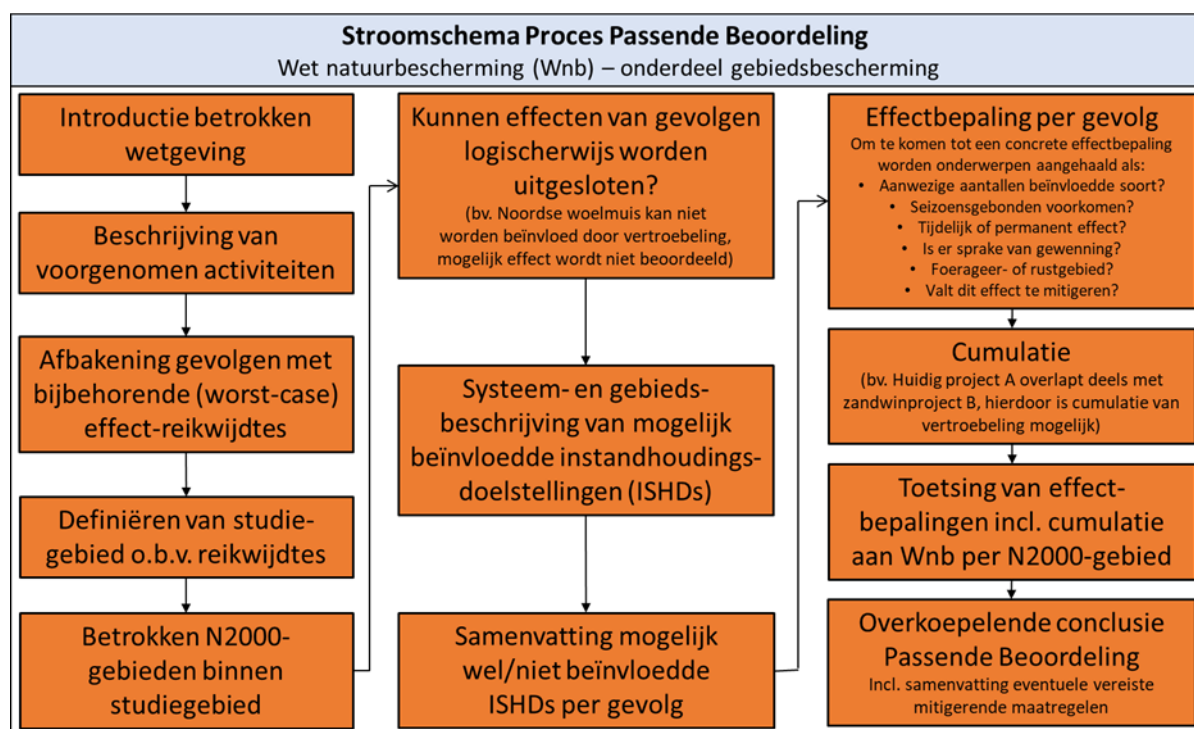 Stroomschema Proces Passende Beoordeling
Wet natuurbescherming (Wnb) – onderdeel gebiedsbescherming
Introductie betrokken
wetgeving
Beschrijving van
voorgenomen activiteiten
Afbakening gevolgen met
bijbehorende (worst-case)
effect-reikwijdtes
Definiëren van studie-
gebied o.b.v. reikwijdtes
Betrokken N2000-
gebieden binnen
studiegebied
Kunnen effecten van gevolgen
logischerwijs worden
uitgesloten?
(bv. Noordse woelmuis kan niet
worden beïnvloed door vertroebeling,
mogelijk effect wordt niet beoordeeld)
Systeem- en gebieds-
beschrijving van mogelijk
beïnvloedde instandhoudings-
doelstellingen (ISHDs)
Samenvatting mogelijk
wel/niet beïnvloedde
ISHDs per gevolg
Effectbepaling per gevolg
Om te komen tot een concrete effectbepaling
worden onderwerpen aangehaald als:
• Aanwezige aantallen beïnvloedde soort?
• Seizoensgebonden voorkomen?
• Tijdelijk of permanent effect?
• Is er sprake van gewenning?
• Foerageer- of rustgebied?
• Valt dit effect te mitigeren?
Cumulatie
(bv. Huidig project A overlapt deels met
zandwinproject B, hierdoor is cumulatie van
vertroebeling mogelijk)
Toetsing van effect-
bepalingen incl. cumulatie
aan Wnb per N2000-gebied
Overkoepelende conclusie
Passende Beoordeling
Incl. samenvatting eventuele vereiste
mitigerende maatregelen